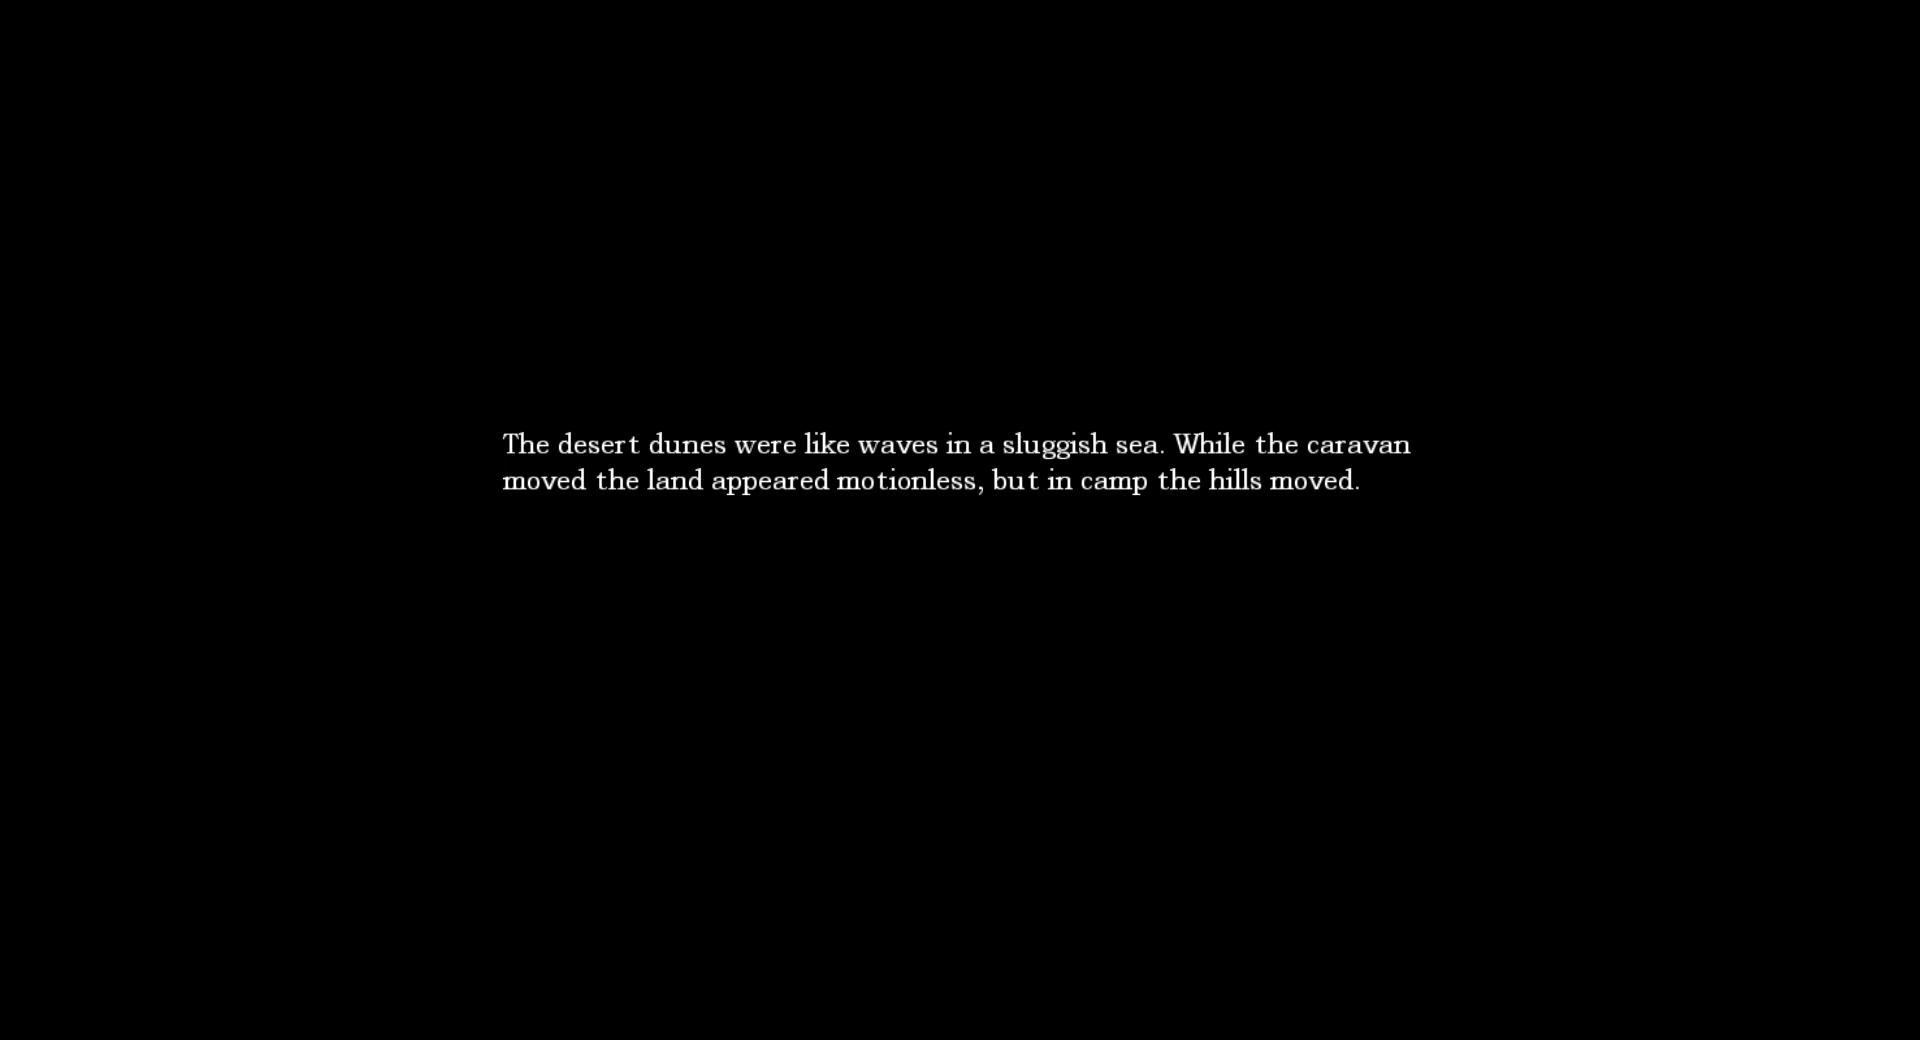 The desert dunes were like waves in a sluggish sea. While the caravan
moved the land appeared motionless, but in camp the hills moved.